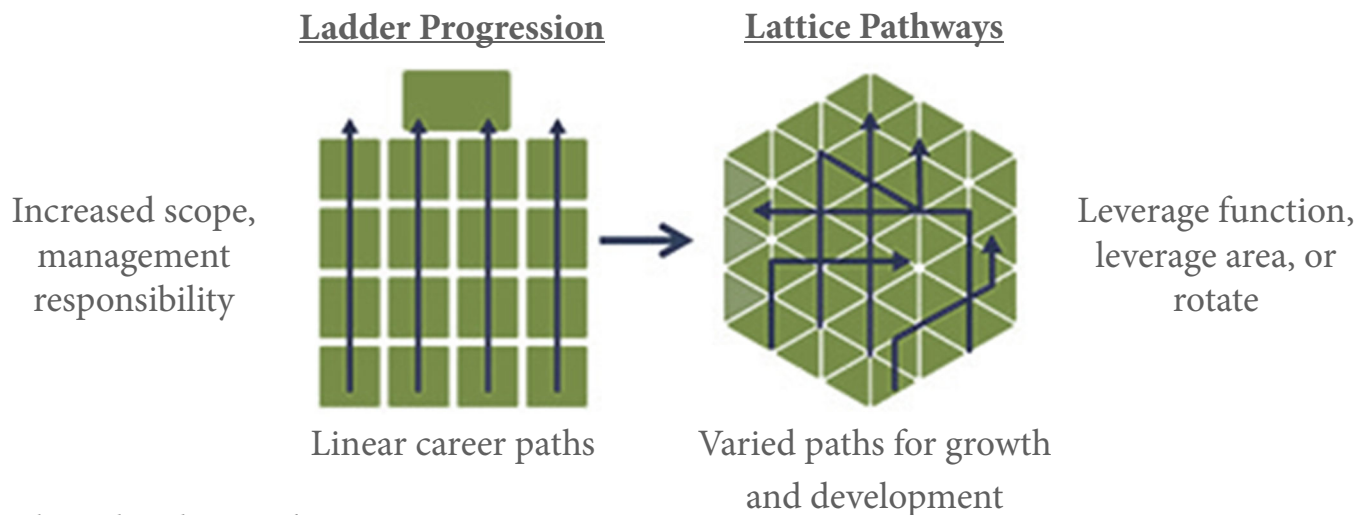 Ladder Progression
Lattice Pathways
Increased scope,
management
responsibility
Leverage function,
leverage area, or
rotate
Linear career paths
Varied paths for growth
and development